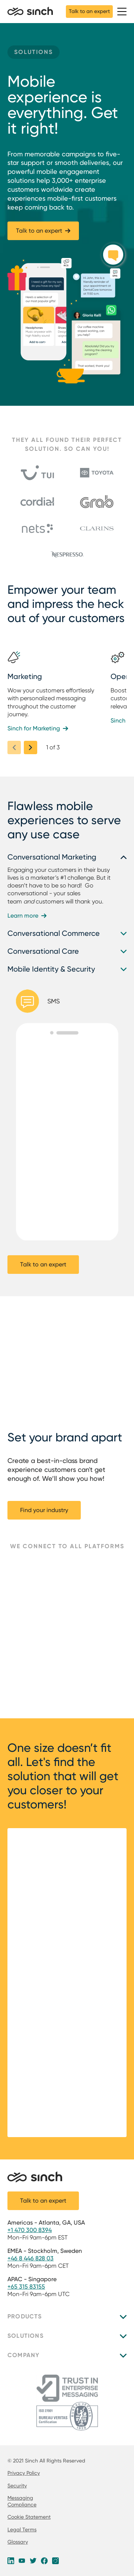 sinch
Talk to an expert
SOLUTIONS
Mobile
experience is
everything. Get
it right!
From memorable campaigns to five-
star support or smooth deliveries, our
powerful mobile engagement
solutions help 3,000+ enterprise
customers worldwide create
experiences mobile-first customers
keep coming back to.
Talk to an expert
THEY ALL FOUND THEIR PERFECT
SOLUTION. SO CAN YOU!
TUI
TOYOTA
cordial
Grab
nets
CLARINS
NESPRESSO
Empower your team
and impress the heck
out of your customers
Marketing
Wow your customers effortlessly
with personalized messaging
throughout the customer
journey.
Sinch for Marketing
Oper
Boost
custom
releva
Sinch
1 of 3
Flawless mobile
experiences to serve
any use case
Conversational Marketing
Engaging your customers in their busy
lives is a marketer's #1 challenge. But it
doesn't have to be so hard! Go
conversational - your sales
team and customers will thank you.
Learn more
Conversational Commerce
Conversational Care
Mobile Identity & Security
SMS
Talk to an expert
Set your brand apart
Create a best-in-class brand
experience customers can't get
enough of. We'll show you how!
Find your industry
WE CONNECT TO ALL PLATFORMS
One size doesn't fit
all. Let's find the
solution that will get
you closer to your
customers!
sinch
Talk to an expert
Americas - Atlanta, GA, USA
+1 470 300 8394
Mon-Fri 9am-6pm EST
EMEA - Stockholm, Sweden
+46 8 446 828 03
Mon-Fri 9am-6pm CET
APAC - Singapore
+65 315 83155
Mon-Fri 9am-6pm UTC
PRODUCTS
SOLUTIONS
COMPANY
TRUST IN
ENTERPRISE
MESSAGING
BUREAU VERITAS
Certification
© 2021 Sinch All Rights Reserved
Privacy Policy
Security
Messaging
Compliance
Cookie Statement
Legal Terms
Glossary